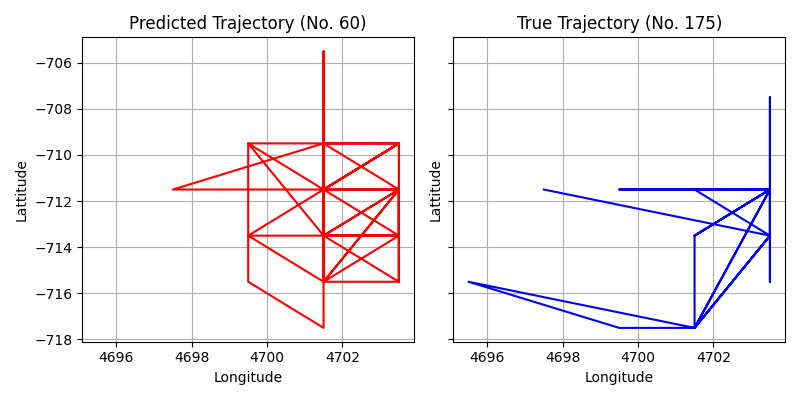 Predicted Trajectory (No. 60)
True Trajectory (No. 175)
−706
−708
−710
−712
−714
−716
−718
Lattitude
Lattitude
4696 4698 4700 4702
4696 4698 4700 4702
Longitude
Longitude